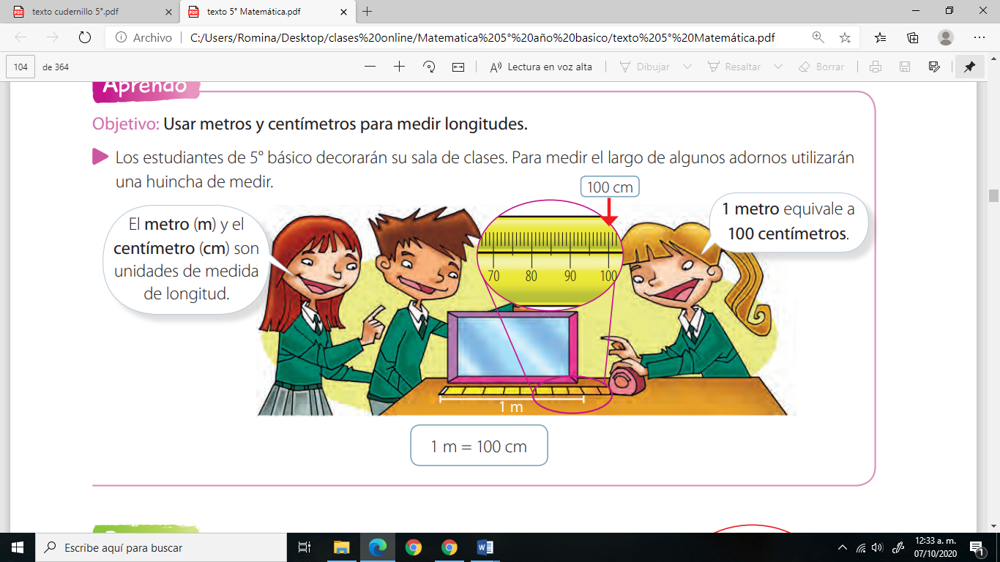 texto cudernillo 5°.pdf
texto 5° Matemática.pdf
Archivo
C:/Users/Romina/Desktop/clases%20online/Matematica%205°%20año%20basico/texto%205°%20Matemática.pdf
104
de 364
Lectura en voz alta
Dibujar
Resaltar
Borrar
Aprendo
Objetivo: Usar metros y centímetros para medir longitudes.
Los estudiantes de 5° básico decorarán su sala de clases. Para medir el largo de algunos adornos utilizarán
una huincha de medir.
100 cm
El metro (m) y el
centímetro (cm) son
unidades de medida
de longitud.
1 metro equivale a
100 centímetros.
70 80 90 100
1 m
1 m = 100 cm
Escribe aquí para buscar
12:33 a. m.
07/10/2020
1